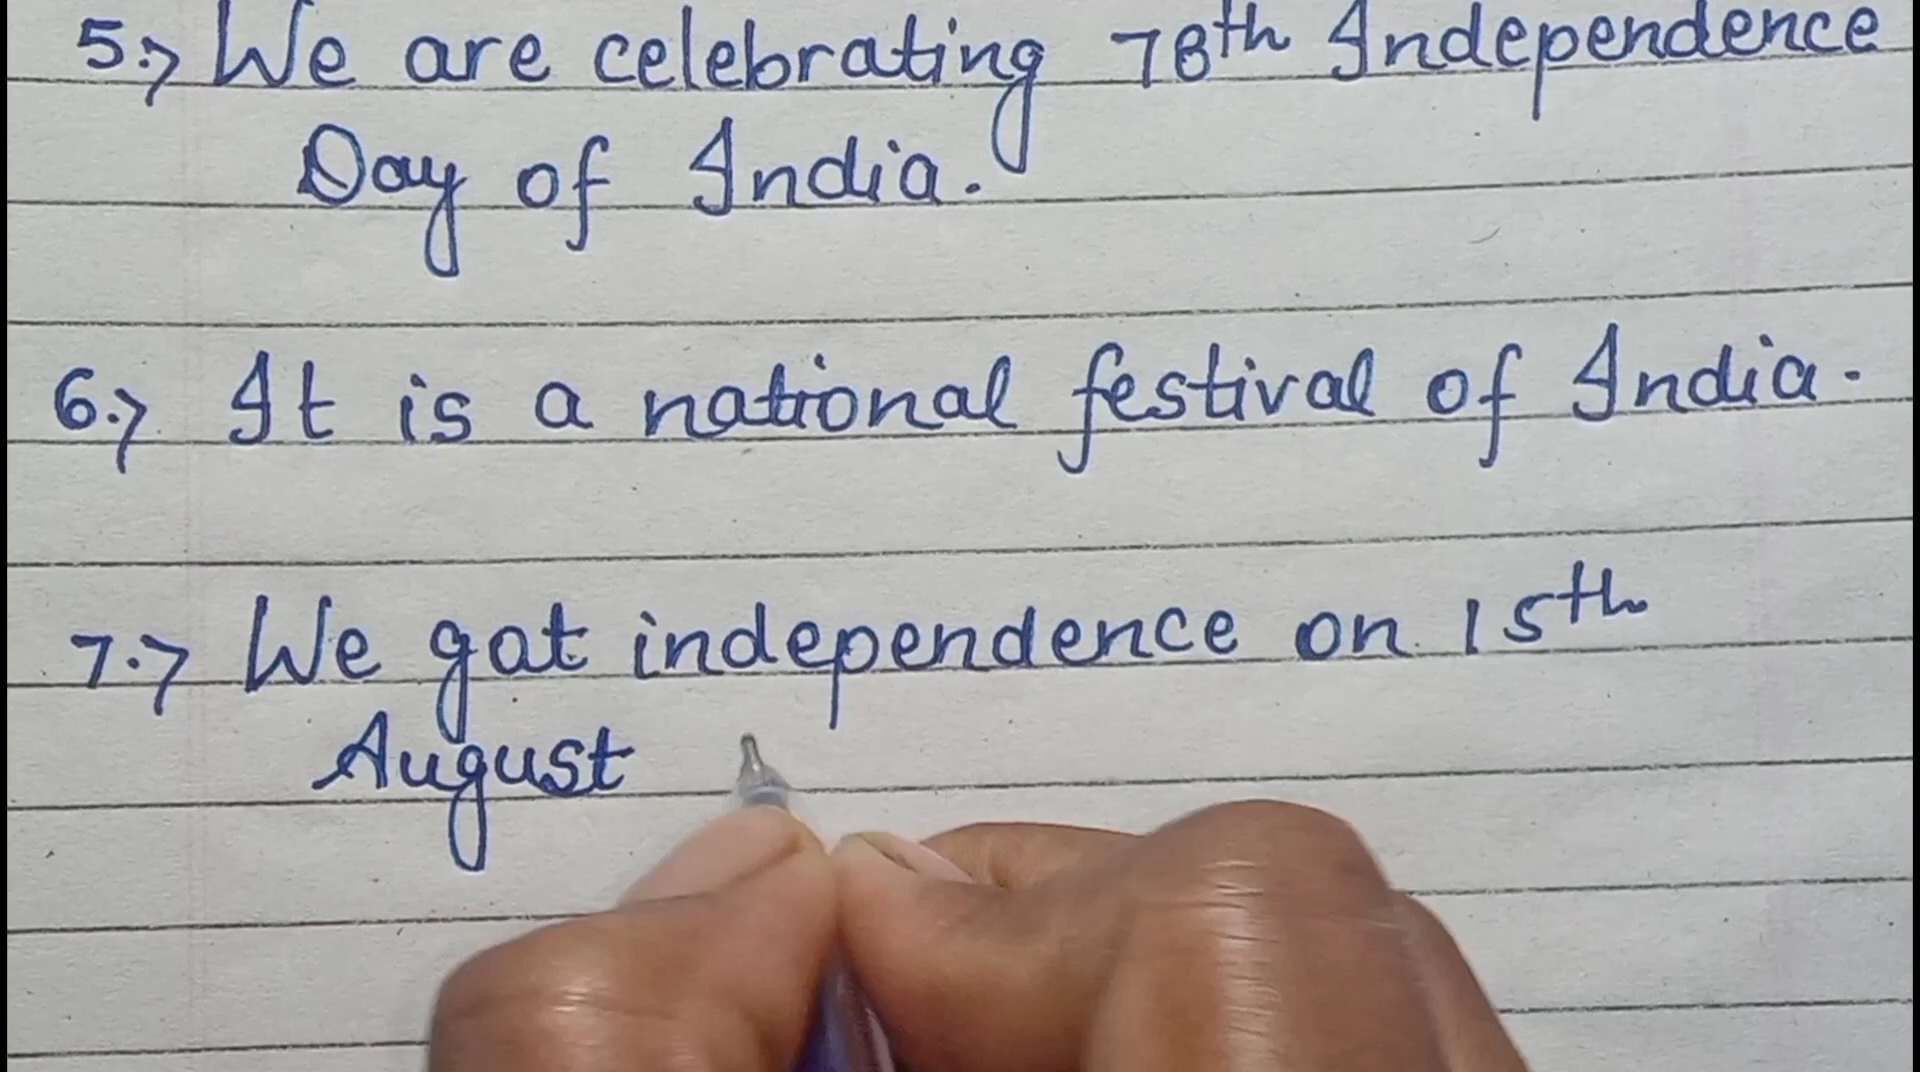 5.> We are celebrating 78th Independence
Day of India.
6.> It is a national festival of India.
7.> We got independence on 15th
August